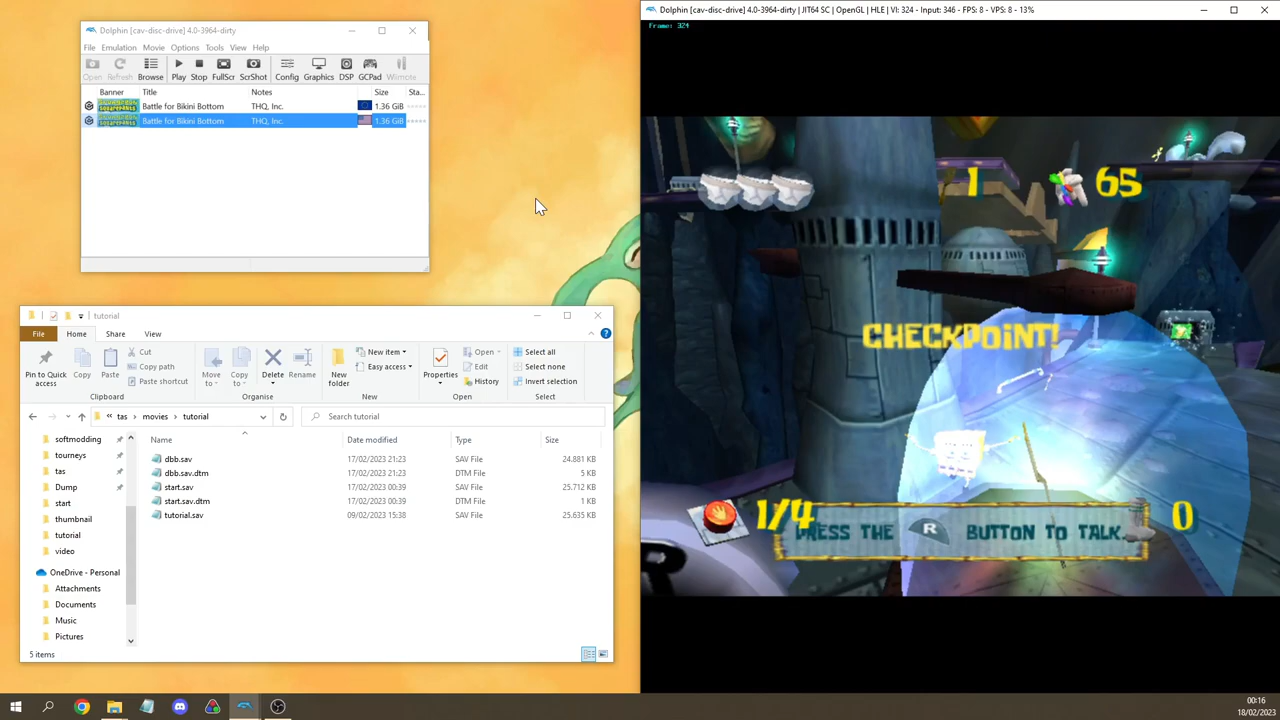 Dolphin [cav-disc-drive] 4.0-3964-dirty
File Emulation Movie Options Tools View Help
Open Refresh Browse Play Stop FullScr ScrShot Config Graphics DSP GCPad Wiimote
Banner Title Notes Size Sta...
Battle for Bikini Bottom THQ, Inc. 1.36 GiB
Battle for Bikini Bottom THQ, Inc. 1.36 GiB
tutorial
File Home Share View
Pin to Quick access
Copy
Paste
Cut
Copy path
Paste shortcut
Clipboard
Move to
Copy to
Delete
Rename
Organise
New folder
New item
Easy access
New
Properties
Open
Edit
History
Open
Select all
Select none
Invert selection
Select
« tas movies tutorial
Search tutorial
softmodding
tourneys
tas
Dump
start
thumbnail
tutorial
video
OneDrive - Personal
Attachments
Documents
Music
Pictures
Name Date modified Type Size
dbb.sav 17/02/2023 21:23 SAV File 24.881 KB
dbb.sav.dtm 17/02/2023 21:23 DTM File 5 KB
start.sav 17/02/2023 00:39 SAV File 25.712 KB
start.sav.dtm 17/02/2023 00:39 DTM File 1 KB
tutorial.sav 09/02/2023 15:38 SAV File 25.635 KB
5 items
Dolphin [cav-disc-drive] 4.0-3964-dirty | JIT64 SC | OpenGL | HLE | VI: 324 - Input: 346 - FPS: 8 - VPS: 8 - 13%
Frame: 324
1 65
CHECKPOINT!
1/4
PRESS THE R BUTTON TO TALK.
0
00:16
18/02/2023